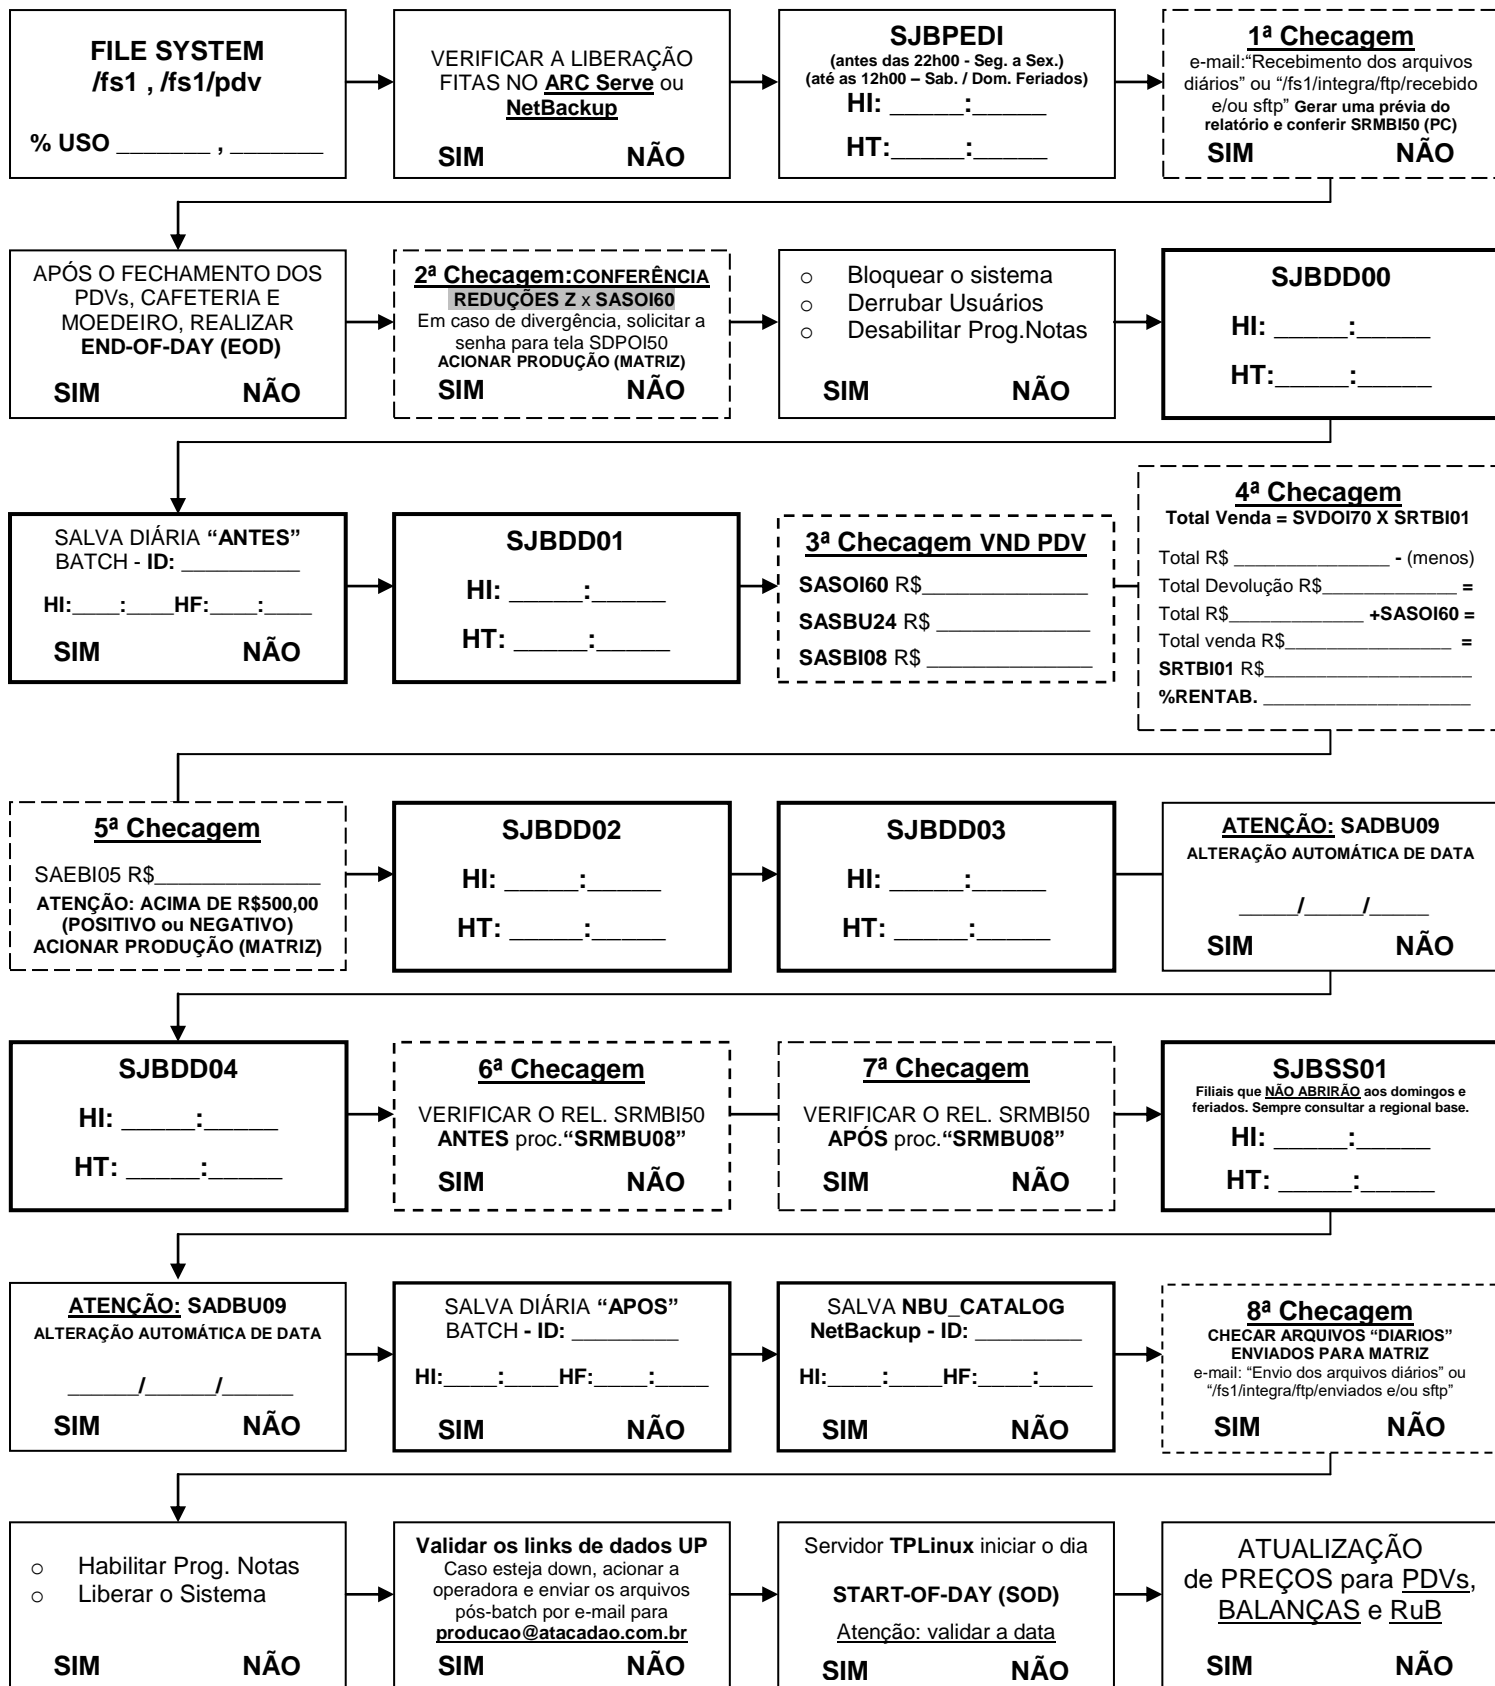 FILE SYSTEM
/fs1 , /fs1/pdv
% USO _______ , _______
VERIFICAR A LIBERAÇÃO
FITAS NO ARC Serve ou
NetBackup
SIM NÃO
SJBPEDI
(antes das 22h00 - Seg. a Sex.)
(até as 12h00 – Sab. / Dom. Feriados)
HI: _____:_____
HT:_____:_____
1ª Checagem
e-mail:“Recebimento dos arquivos
diários” ou “/fs1/integra/ftp/recebido
e/ou sftp” Gerar uma prévia do
relatório e conferir SRMBI50 (PC)
SIM NÃO
APÓS O FECHAMENTO DOS
PDVs, CAFETERIA E
MOEDEIRO, REALIZAR
END-OF-DAY (EOD)
SIM NÃO
2ª Checagem:CONFERÊNCIA
REDUÇÕES Z x SASOI60
Em caso de divergência, solicitar a
senha para tela SDPOI50
ACIONAR PRODUÇÃO (MATRIZ)
SIM NÃO
o Bloquear o sistema
o Derrubar Usuários
o Desabilitar Prog.Notas
SIM NÃO
SJBDD00
HI: _____:_____
HT:_____:_____
SALVA DIÁRIA “ANTES”
BATCH - ID: __________
HI:____:____HF:____:____
SIM NÃO
SJBDD01
HI: _____:_____
HT: _____:_____
3ª Checagem VND PDV
SASOI60 R$______________
SASBU24 R$ _____________
SASBI08 R$ ______________
4ª Checagem
Total Venda = SVDOI70 X SRTBI01
Total R$ _______________ - (menos)
Total Devolução R$_____________ =
Total R$_____________ +SASOI60 =
Total venda R$________________ =
SRTBI01 R$____________________
%RENTAB. ____________________
5ª Checagem
SAEBI05 R$______________
ATENÇÃO: ACIMA DE R$500,00
(POSITIVO ou NEGATIVO)
ACIONAR PRODUÇÃO (MATRIZ)
SJBDD02
HI: _____:_____
HT: _____:_____
SJBDD03
HI: _____:_____
HT: _____:_____
ATENÇÃO: SADBU09
ALTERAÇÃO AUTOMÁTICA DE DATA
_____/_____/_____
SIM NÃO
SJBDD04
HI: _____:_____
HT: _____:_____
6ª Checagem
VERIFICAR O REL. SRMBI50
ANTES proc.“SRMBU08”
SIM NÃO
7ª Checagem
VERIFICAR O REL. SRMBI50
APÓS proc.“SRMBU08”
SIM NÃO
SJBSS01
Filiais que NÃO ABRIRÃO aos domingos e
feriados. Sempre consultar a regional base.
HI: _____:_____
HT: _____:_____
ATENÇÃO: SADBU09
ALTERAÇÃO AUTOMÁTICA DE DATA
______/______/______
SIM NÃO
SALVA DIÁRIA “APOS”
BATCH - ID: _________
HI:____:____HF:____:____
SIM NÃO
SALVA NBU_CATALOG
NetBackup - ID: _________
HI:____:____HF:____:____
SIM NÃO
8ª Checagem
CHECAR ARQUIVOS “DIARIOS”
ENVIADOS PARA MATRIZ
e-mail: “Envio dos arquivos diários” ou
“/fs1/integra/ftp/enviados e/ou sftp”
SIM NÃO
o Habilitar Prog. Notas
o Liberar o Sistema
SIM NÃO
Validar os links de dados UP
Caso esteja down, acionar a
operadora e enviar os arquivos
pós-batch por e-mail para
producao@atacadao.com.br
SIM NÃO
Servidor TPLinux iniciar o dia
START-OF-DAY (SOD)
Atenção: validar a data
SIM NÃO
ATUALIZAÇÃO
de PREÇOS para PDVs,
BALANÇAS e RuB
SIM NÃO